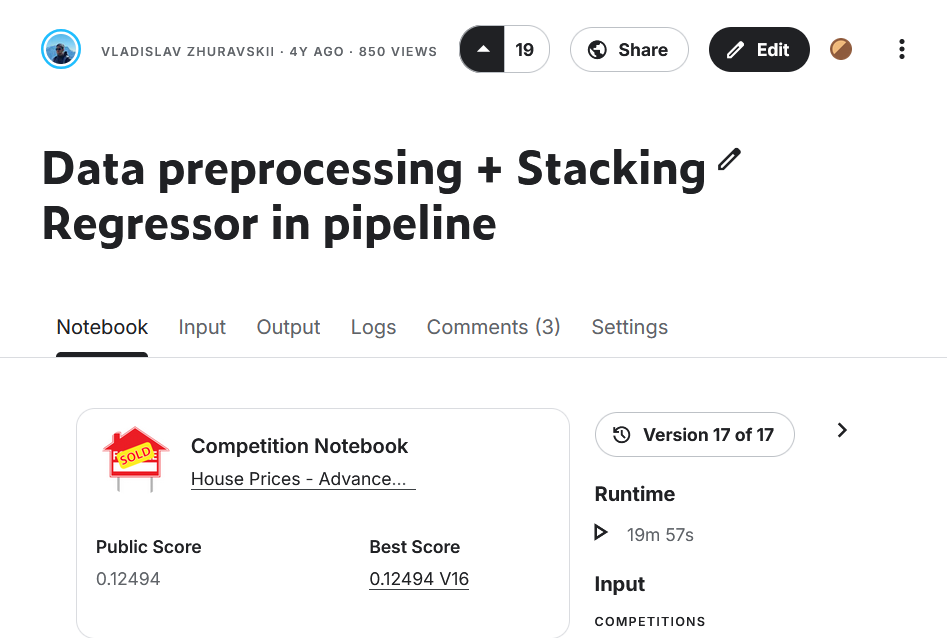 VLADISLAV ZHURAVSKII · 4Y AGO · 850 VIEWS
19
Share
Edit
Data preprocessing + Stacking
Regressor in pipeline
Notebook
Input
Output
Logs
Comments (3)
Settings
SOLD
Competition Notebook
House Prices - Advance...
Public Score
0.12494
Best Score
0.12494 V16
Version 17 of 17
Runtime
19m 57s
Input
COMPETITIONS